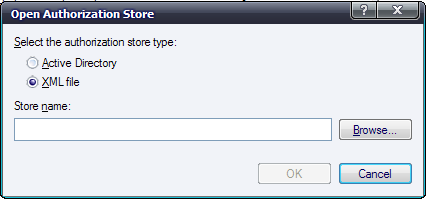 Open Authorization Store
?
X
Select the authorization store type:
Active Directory
XML file
Store name:
Browse...
OK
Cancel